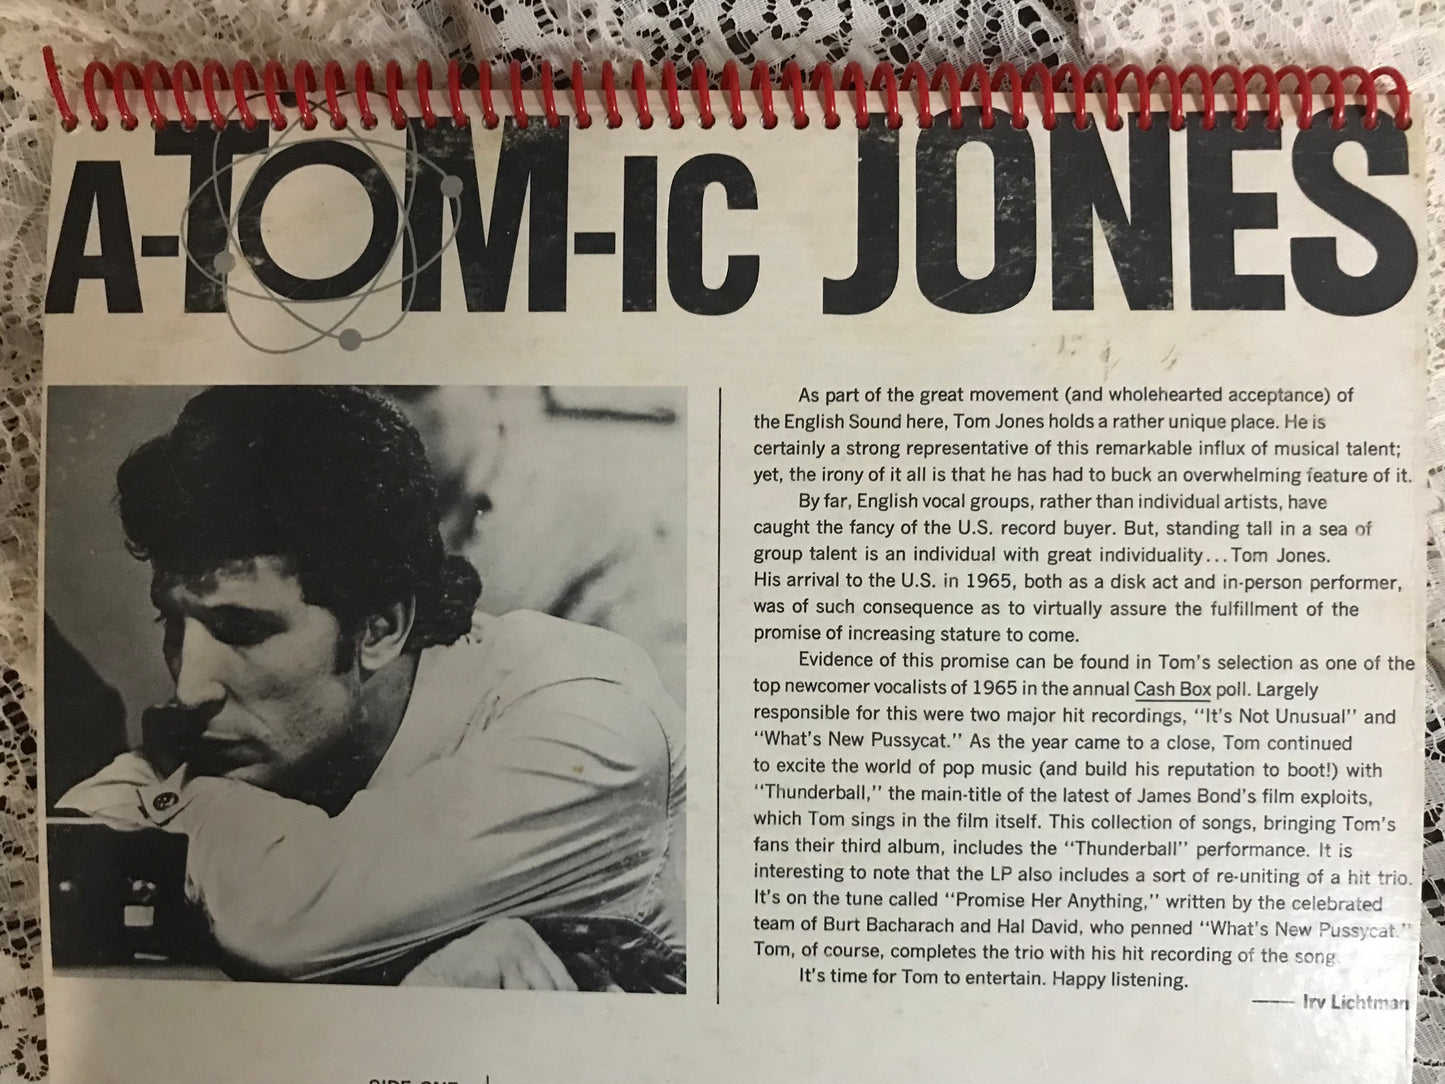 A-TOM-IC JONES
As part of the great movement (and wholehearted acceptance) of
the English Sound here, Tom Jones holds a rather unique place. He is
certainly a strong representative of this remarkable influx of musical talent;
yet, the irony of it all is that he has had to buck an overwhelming feature of it.
By far, English vocal groups, rather than individual artists, have
caught the fancy of the U.S. record buyer. But, standing tall in a sea of
group talent is an individual with great individuality...Tom Jones.
His arrival to the U.S. in 1965, both as a disk act and in-person performer,
was of such consequence as to virtually assure the fulfillment of the
promise of increasing stature to come.
Evidence of this promise can be found in Tom's selection as one of the
top newcomer vocalists of 1965 in the annual Cash Box poll. Largely
responsible for this were two major hit recordings, "It's Not Unusual" and
"What's New Pussycat." As the year came to a close, Tom continued
to excite the world of pop music (and build his reputation to boot!) with
"Thunderball," the main-title of the latest of James Bond's film exploits,
which Tom sings in the film itself. This collection of songs, bringing Tom's
fans their third album, includes the "Thunderball" performance. It is
interesting to note that the LP also includes a sort of re-uniting of a hit trio.
It's on the tune called "Promise Her Anything," written by the celebrated
team of Burt Bacharach and Hal David, who penned "What's New Pussycat."
Tom, of course, completes the trio with his hit recording of the song.
It's time for Tom to entertain. Happy listening.
—— Irv Lichtman
SIDE ONE